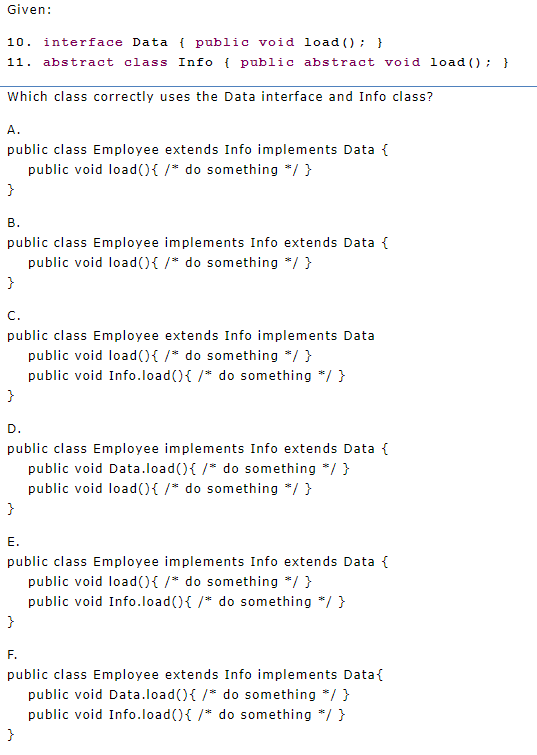 Given:
10. interface Data { public void load(); }
11. abstract class Info { public abstract void load(); }
Which class correctly uses the Data interface and Info class?
A.
public class Employee extends Info implements Data {
public void load(){ /* do something */ }
}
B.
public class Employee implements Info extends Data {
public void load(){ /* do something */ }
}
C.
public class Employee extends Info implements Data
public void load(){ /* do something */ }
public void Info.load(){ /* do something */ }
}
D.
public class Employee implements Info extends Data {
public void Data.load(){ /* do something */ }
public void load(){ /* do something */ }
}
E.
public class Employee implements Info extends Data {
public void load(){ /* do something */ }
public void Info.load(){ /* do something */ }
}
F.
public class Employee extends Info implements Data{
public void Data.load(){ /* do something */ }
public void Info.load(){ /* do something */ }
}